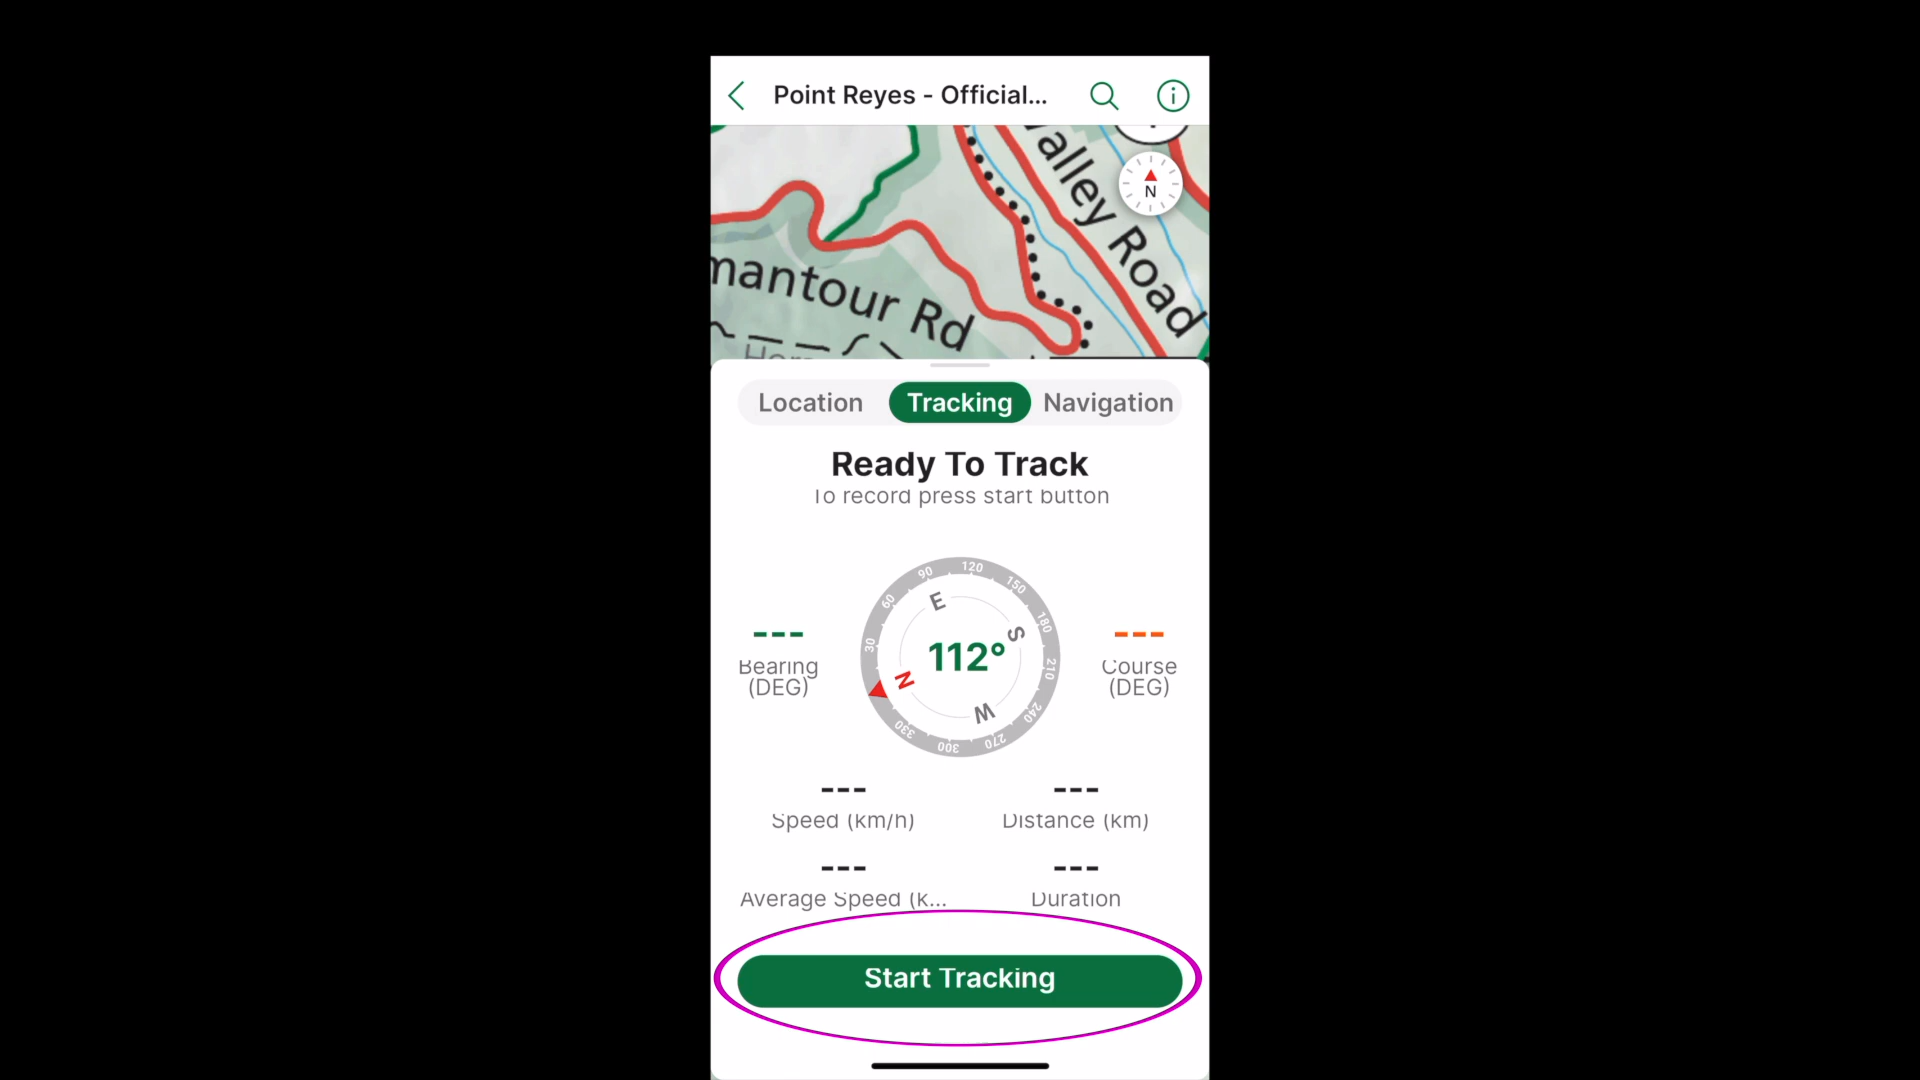 Point Reyes - Official...
valley Road
N
mantour Rd
Location Tracking Navigation
Ready To Track
To record press start button
90 120 150 180 210 240 270 300 330 30 60
E S W N
112°
---
Bearing
(DEG)
---
Course
(DEG)
---
Speed (km/h)
---
Distance (km)
---
Average Speed (k...
---
Duration
Start Tracking